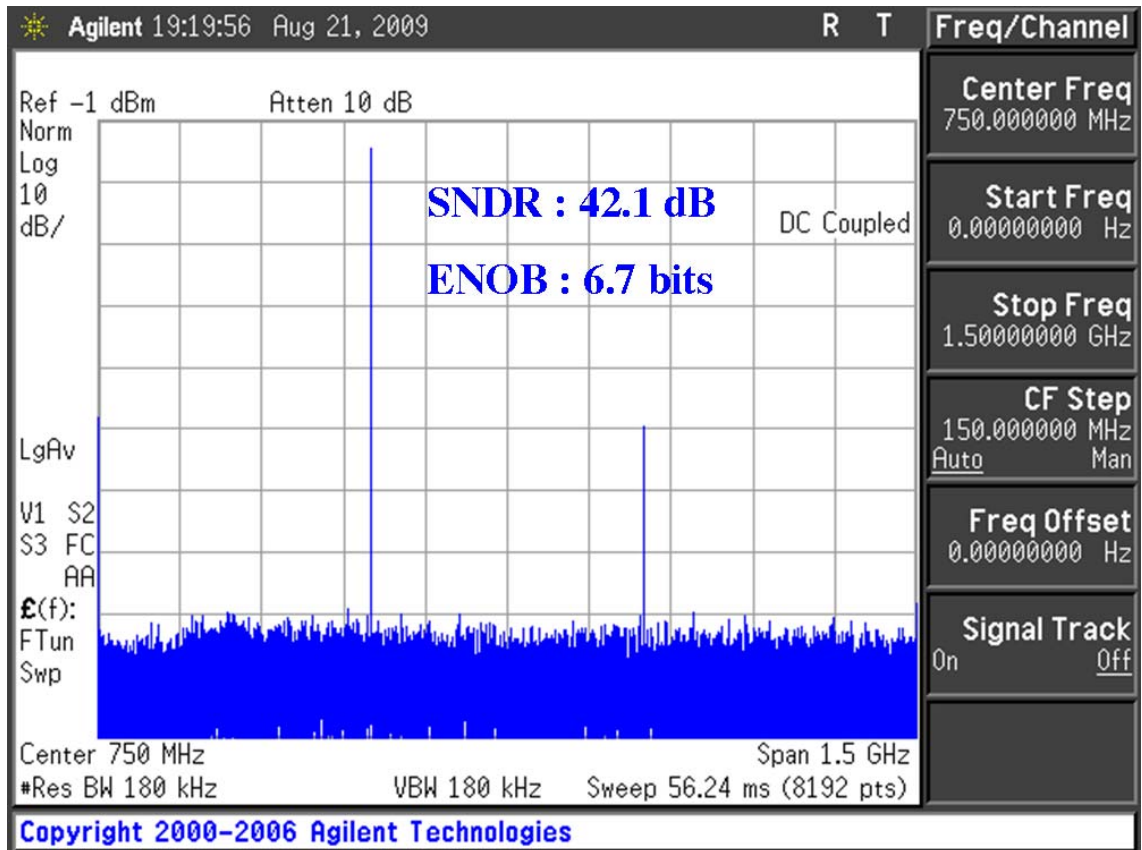 Agilent 19:19:56 Aug 21, 2009 R T
Freq/Channel
Ref -1 dBm Atten 10 dB
Norm
Log
10
dB/
SNDR : 42.1 dB
DC Coupled
ENOB : 6.7 bits
LgAv
V1 S2
S3 FC
AA
£(f):
FTun
Swp
Center 750 MHz Span 1.5 GHz
#Res BW 180 kHz VBW 180 kHz Sweep 56.24 ms (8192 pts)
Copyright 2000-2006 Agilent Technologies
Center Freq
750.000000 MHz
Start Freq
0.00000000 Hz
Stop Freq
1.50000000 GHz
CF Step
150.000000 MHz
Auto Man
Freq Offset
0.00000000 Hz
Signal Track
On Off